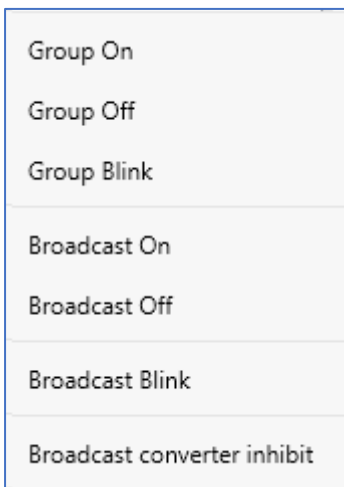 Group On
Group Off
Group Blink
Broadcast On
Broadcast Off
Broadcast Blink
Broadcast converter inhibit